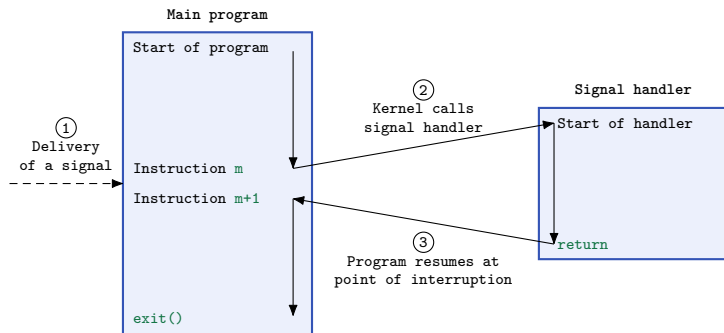 Main program
Start of program
1
Delivery
of a signal
Instruction m
Instruction m+1
exit()
2
Kernel calls
signal handler
3
Program resumes at
point of interruption
Signal handler
Start of handler
return